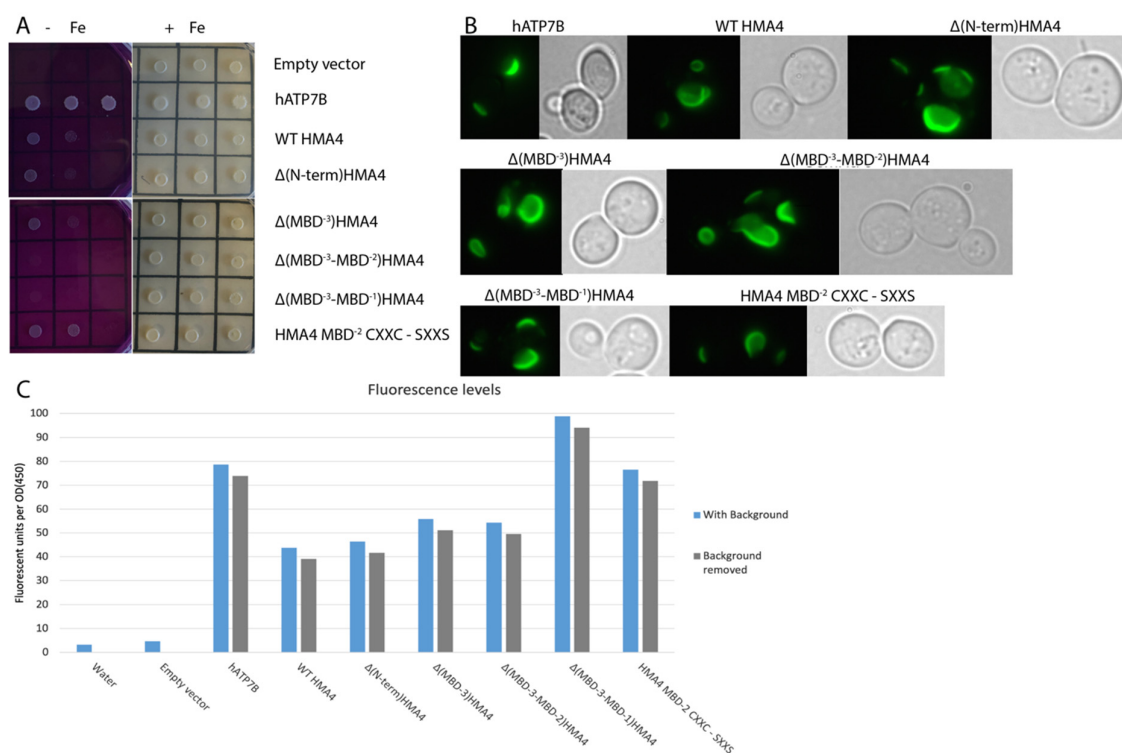 A
- Fe
+ Fe
Empty vector
hATP7B
WT HMA4
Δ(N-term)HMA4
Δ(MBD⁻³)HMA4
Δ(MBD⁻³-MBD⁻²)HMA4
Δ(MBD⁻³-MBD⁻¹)HMA4
HMA4 MBD⁻² CXXC - SXXS
B
hATP7B
WT HMA4
Δ(N-term)HMA4
Δ(MBD⁻³)HMA4
Δ(MBD⁻³-MBD⁻²)HMA4
Δ(MBD⁻³-MBD⁻¹)HMA4
HMA4 MBD⁻² CXXC - SXXS
C
Fluorescence levels
Fluorescent units per OD(450)
100
90
80
70
60
50
40
30
20
10
0
Water
Empty vector
hATP7B
WT HMA4
Δ(N-term)HMA4
Δ(MBD-3)HMA4
Δ(MBD-3-MBD-2)HMA4
Δ(MBD-3-MBD-1)HMA4
HMA4 MBD-2 CXXC - SXXS
With Background
Background
removed